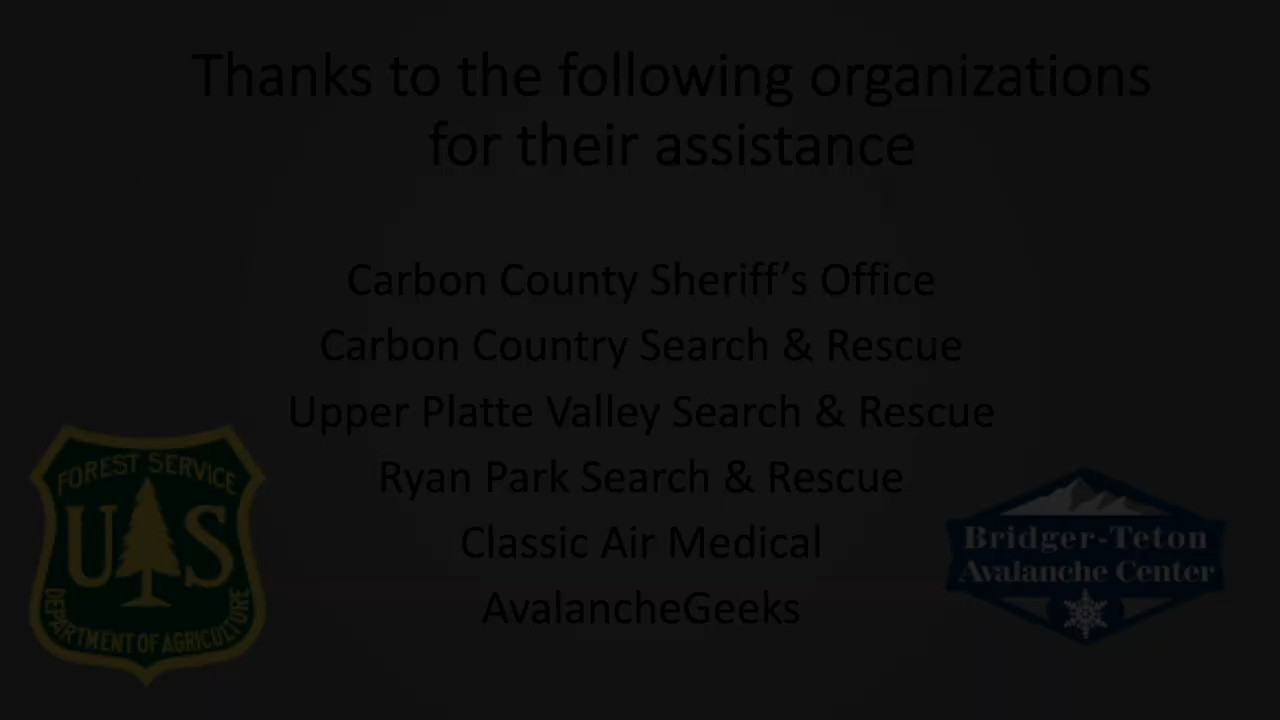 Thanks to the following organizations
for their assistance
Carbon County Sheriff’s Office
Carbon Country Search & Rescue
Upper Platte Valley Search & Rescue
Ryan Park Search & Rescue
Classic Air Medical
AvalancheGeeks
FOREST SERVICE
U S
DEPARTMENT OF AGRICULTURE
Bridger-Teton
Avalanche Center